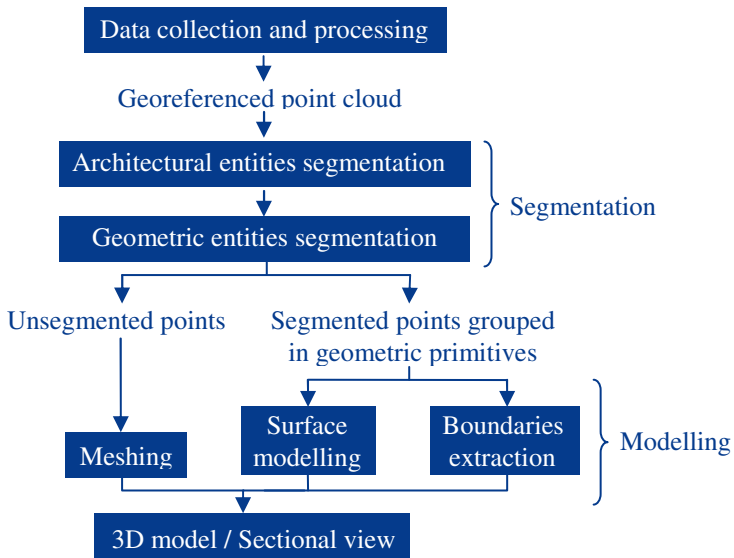 Data collection and processing
Georeferenced point cloud
Architectural entities segmentation
Segmentation
Geometric entities segmentation
Unsegmented points
Segmented points grouped
in geometric primitives
Meshing
Surface
modelling
Boundaries
extraction
Modelling
3D model / Sectional view